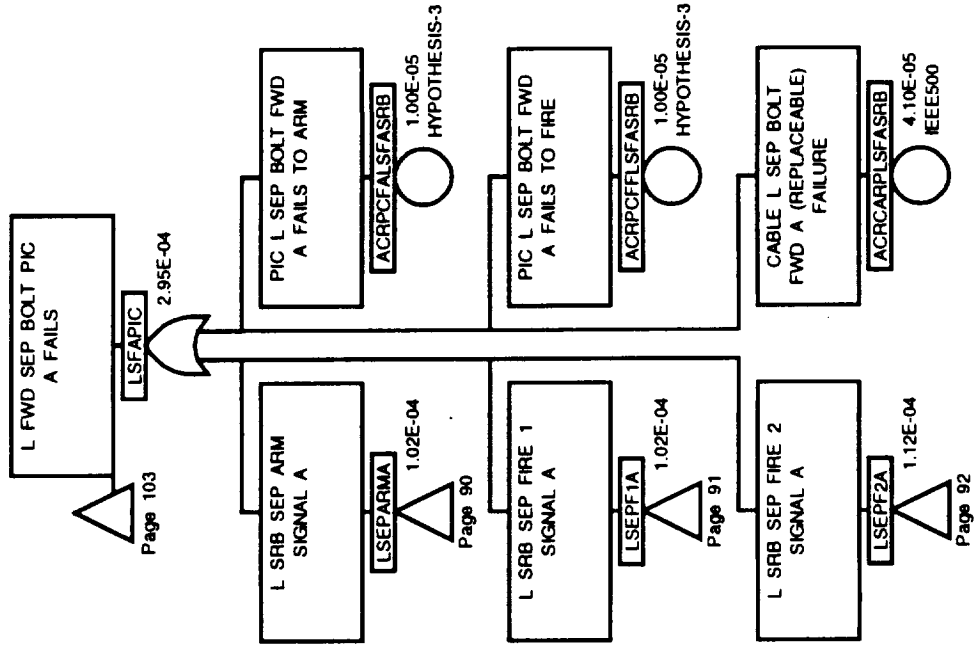 L FWD SEP BOLT PIC
A FAILS
LSFAPIC
2.95E-04
Page 103
L SRB SEP ARM
SIGNAL A
LSEPARMA
1.02E-04
Page 90
PIC L SEP BOLT FWD
A FAILS TO ARM
ACRPCFALSFASRB
1.00E-05
HYPOTHESIS-3
L SRB SEP FIRE 1
SIGNAL A
LSEPF1A
1.02E-04
Page 91
PIC L SEP BOLT FWD
A FAILS TO FIRE
ACRPCFFLSFASRB
1.00E-05
HYPOTHESIS-3
L SRB SEP FIRE 2
SIGNAL A
LSEPF2A
1.12E-04
Page 92
CABLE L SEP BOLT
FWD A (REPLACEABLE)
FAILURE
ACRCARPLSFASRB
4.10E-05
IEEE500